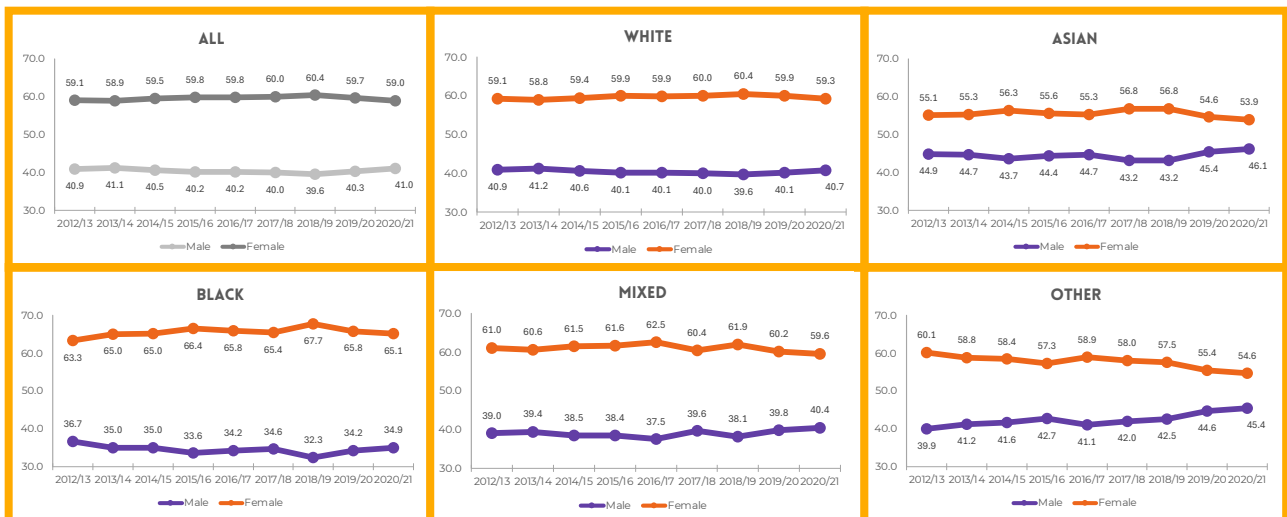 ALL
70.0
59.1 58.9 59.5 59.8 59.8 60.0 60.4 59.7 59.0
60.0
50.0
40.0
40.9 41.1 40.5 40.2 40.2 40.0 39.6 40.3 41.0
30.0
2012/13 2013/14 2014/15 2015/16 2016/17 2017/18 2018/19 2019/20 2020/21
Male Female
WHITE
70.0
59.1 58.8 59.4 59.9 59.9 60.0 60.4 59.9 59.3
60.0
50.0
40.0
40.9 41.2 40.6 40.1 40.1 40.0 39.6 40.1 40.7
30.0
2012/13 2013/14 2014/15 2015/16 2016/17 2017/18 2018/19 2019/20 2020/21
Male Female
ASIAN
70.0
60.0
55.1 55.3 56.3 55.6 55.3 56.8 56.8 54.6 53.9
50.0
40.0
44.9 44.7 43.7 44.4 44.7 43.2 43.2 45.4 46.1
30.0
2012/13 2013/14 2014/15 2015/16 2016/17 2017/18 2018/19 2019/20 2020/21
Male Female
BLACK
70.0
60.0
63.3 65.0 65.0 66.4 65.8 65.4 67.7 65.8 65.1
50.0
40.0
36.7 35.0 35.0 33.6 34.2 34.6 32.3 34.2 34.9
30.0
2012/13 2013/14 2014/15 2015/16 2016/17 2017/18 2018/19 2019/20 2020/21
Male Female
MIXED
70.0
61.0 60.6 61.5 61.6 62.5 60.4 61.9 60.2 59.6
60.0
50.0
39.0 39.4 38.5 38.4 37.5 39.6 38.1 39.8 40.4
40.0
30.0
2012/13 2013/14 2014/15 2015/16 2016/17 2017/18 2018/19 2019/20 2020/21
Male Female
OTHER
70.0
60.1 58.8 58.4 57.3 58.9 58.0 57.5 55.4 54.6
60.0
50.0
40.0
39.9 41.2 41.6 42.7 41.1 42.0 42.5 44.6 45.4
30.0
2012/13 2013/14 2014/15 2015/16 2016/17 2017/18 2018/19 2019/20 2020/21
Male Female